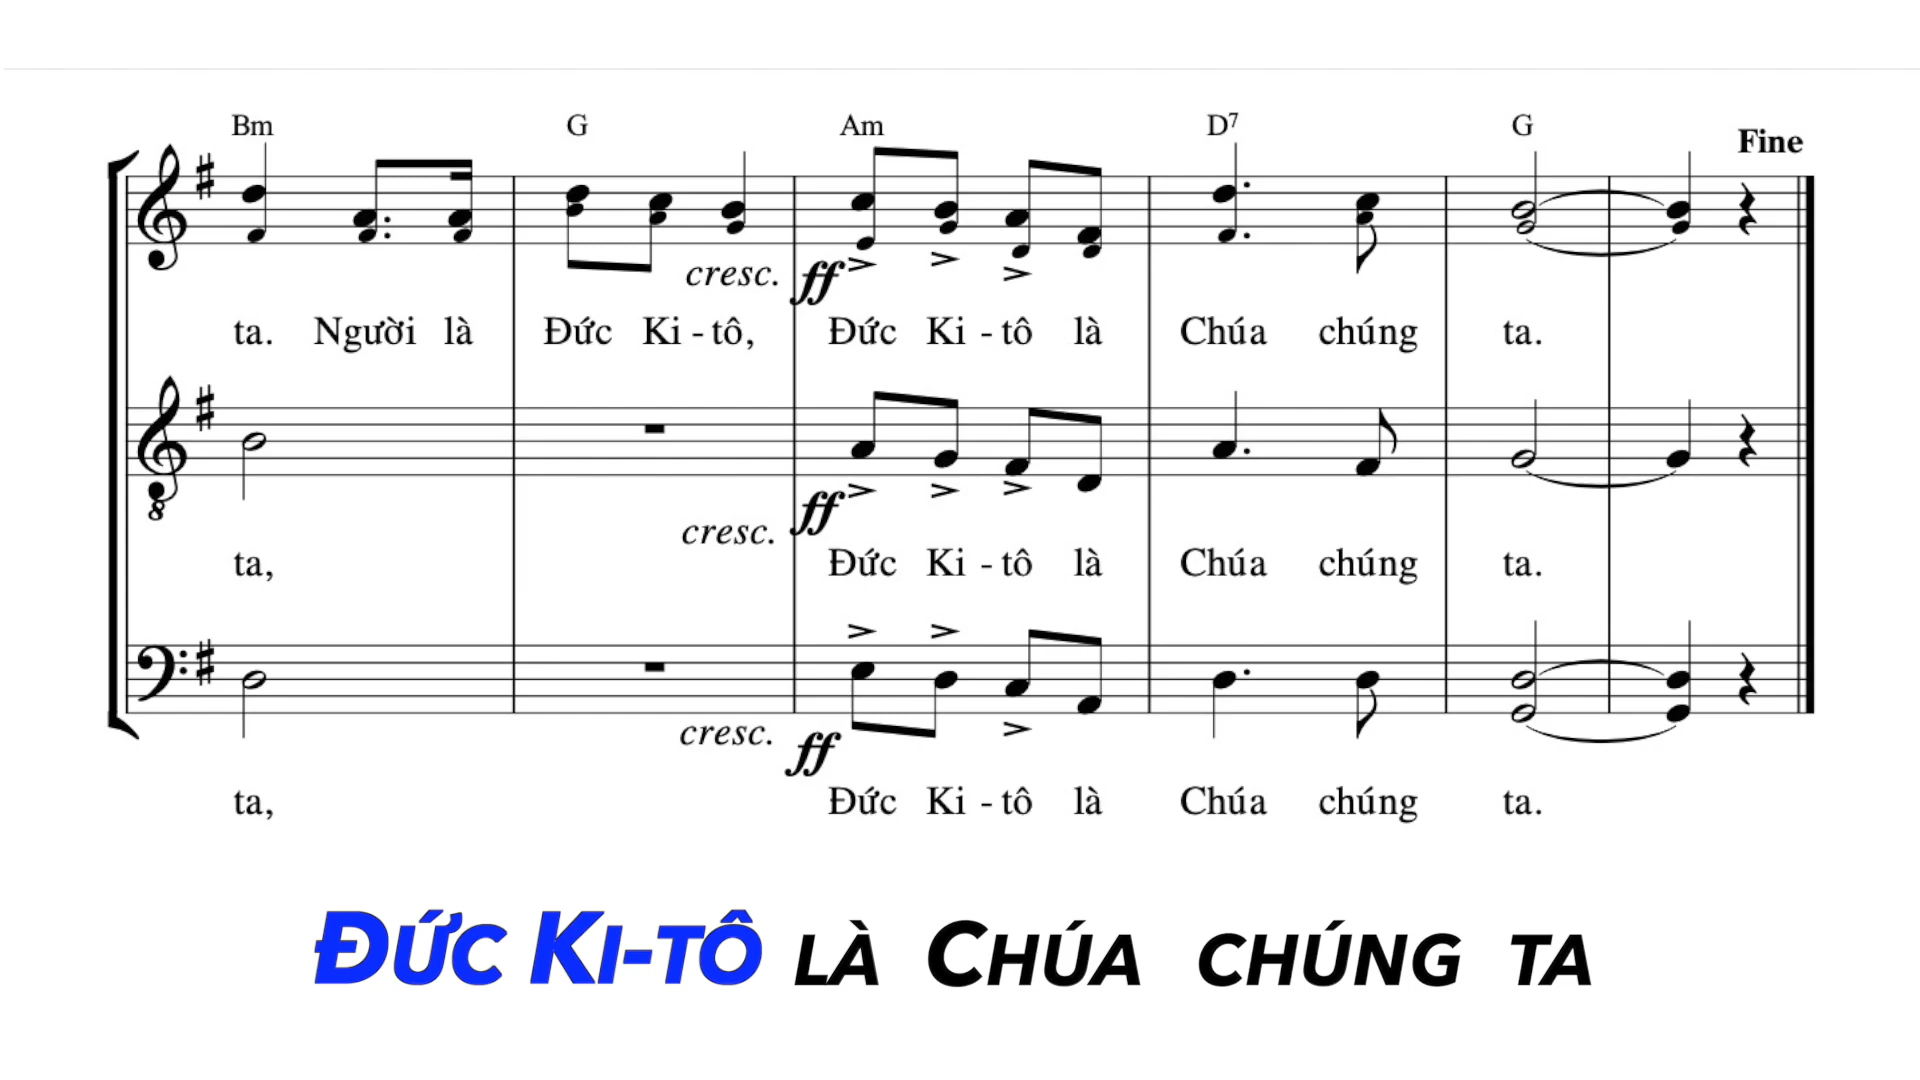 Bm G Am D7 G Fine
cresc. ff
ta. Người là Đức Ki - tô, Đức Ki - tô là Chúa chúng ta.
8
cresc. ff
ta, Đức Ki - tô là Chúa chúng ta.
cresc. ff
ta, Đức Ki - tô là Chúa chúng ta.
ĐỨC KI-TÔ LÀ CHÚA CHÚNG TA